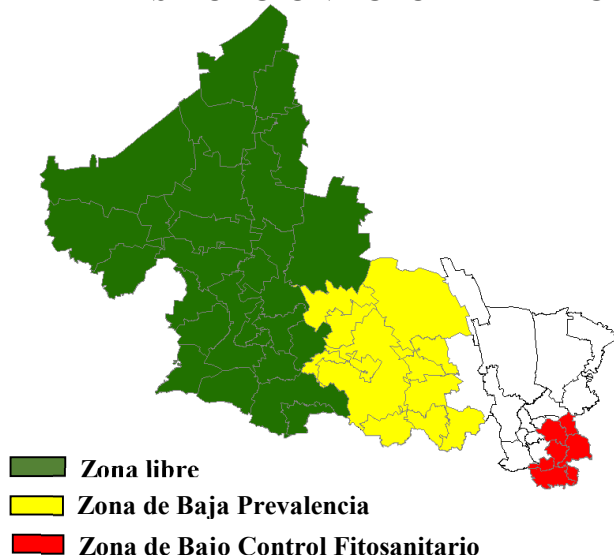 Zona libre
Zona de Baja Prevalencia
Zona de Bajo Control Fitosanitario